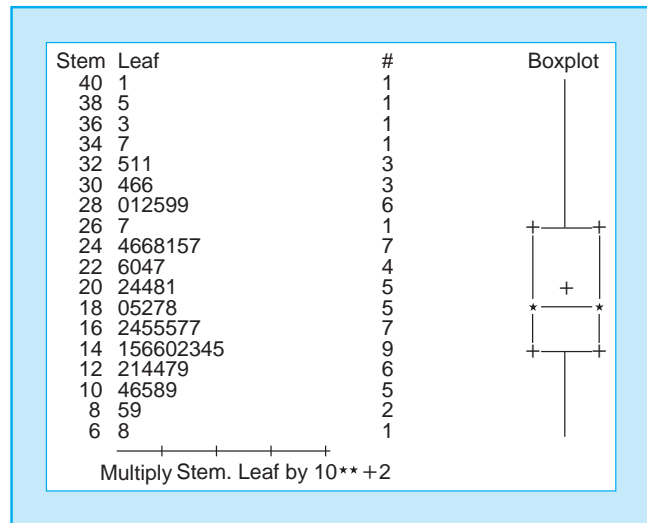 Stem Leaf # Boxplot
40 1 1
38 5 1
36 3 1
34 7 1
32 511 3
30 466 3
28 012599 6
26 7 1
24 4668157 7
22 6047 4
20 24481 5
18 05278 5
16 2455577 7
14 156602345 9
12 214479 6
10 46589 5
8 59 2
6 8 1
Multiply Stem. Leaf by 10**+2